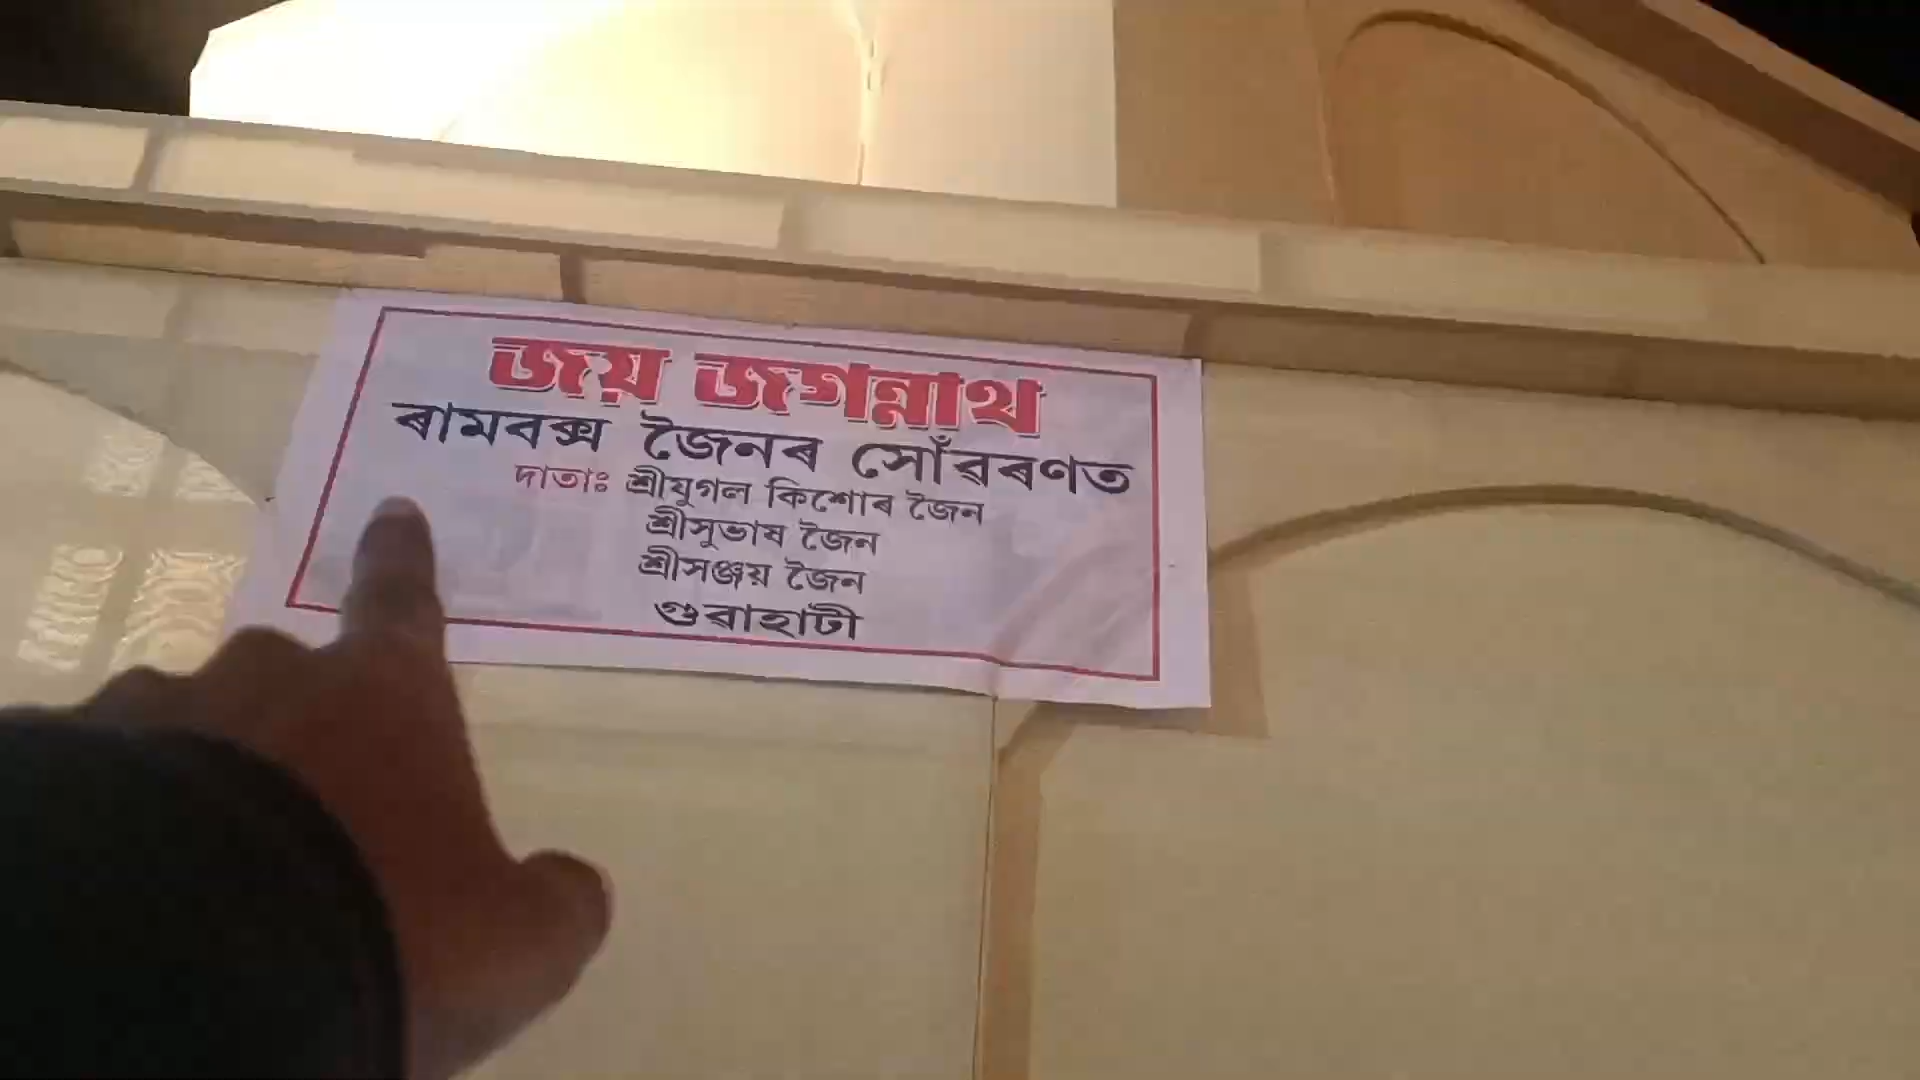 জয় জগন্নাথ
ৰামবক্স জৈনৰ সোঁৱৰণত
দাতাঃ শ্ৰীযুগল কিশোৰ জৈন
শ্ৰীসুভাষ জৈন
শ্ৰীসঞ্জয় জৈন
গুৱাহাটী